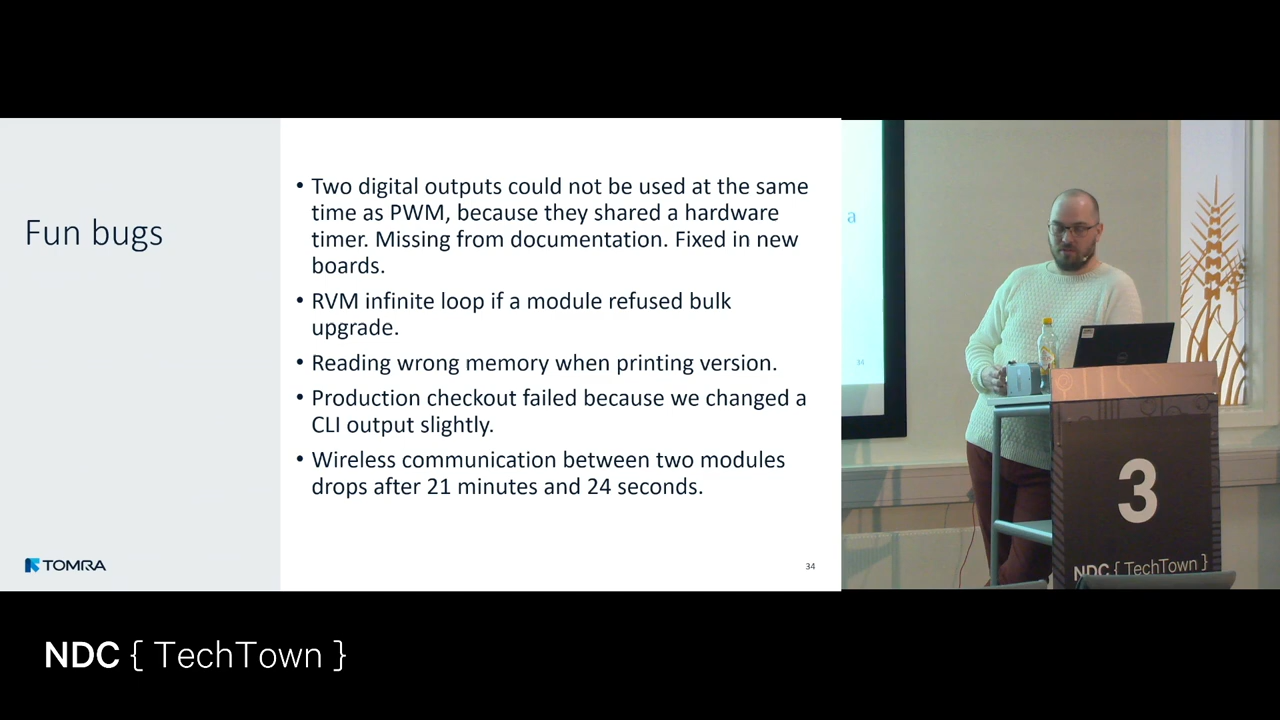 Fun bugs
• Two digital outputs could not be used at the same
time as PWM, because they shared a hardware
timer. Missing from documentation. Fixed in new
boards.
• RVM infinite loop if a module refused bulk
upgrade.
• Reading wrong memory when printing version.
• Production checkout failed because we changed a
CLI output slightly.
• Wireless communication between two modules
drops after 21 minutes and 24 seconds.
TOMRA
34
a
34
3
NDC { TechTown }
NDC { TechTown }